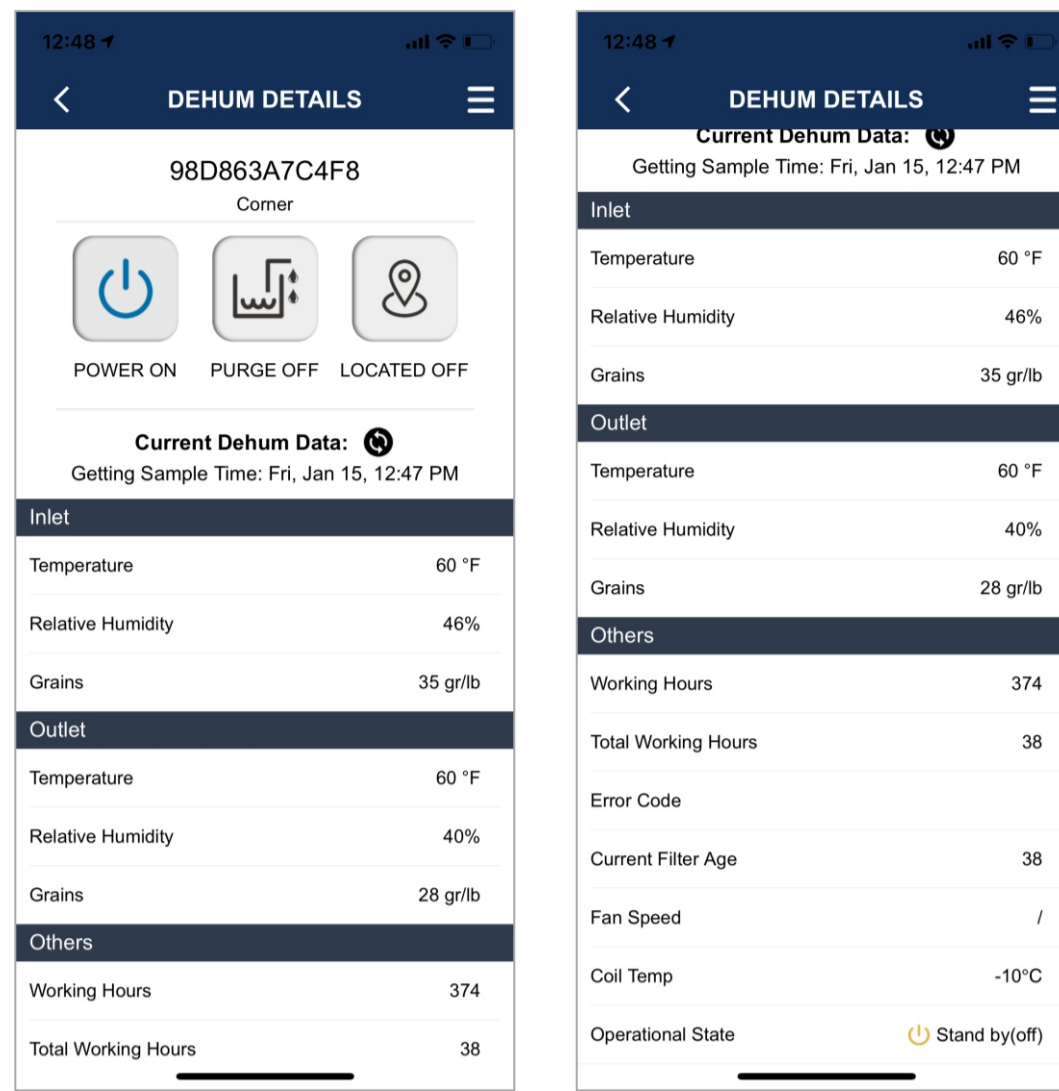 12:48
DEHUM DETAILS
98D863A7C4F8
Corner
POWER ON PURGE OFF LOCATED OFF
Current Dehum Data:
Getting Sample Time: Fri, Jan 15, 12:47 PM
Inlet
Temperature 60 °F
Relative Humidity 46%
Grains 35 gr/lb
Outlet
Temperature 60 °F
Relative Humidity 40%
Grains 28 gr/lb
Others
Working Hours 374
Total Working Hours 38
12:48
DEHUM DETAILS
Current Dehum Data:
Getting Sample Time: Fri, Jan 15, 12:47 PM
Inlet
Temperature 60 °F
Relative Humidity 46%
Grains 35 gr/lb
Outlet
Temperature 60 °F
Relative Humidity 40%
Grains 28 gr/lb
Others
Working Hours 374
Total Working Hours 38
Error Code
Current Filter Age 38
Fan Speed /
Coil Temp -10°C
Operational State Stand by(off)